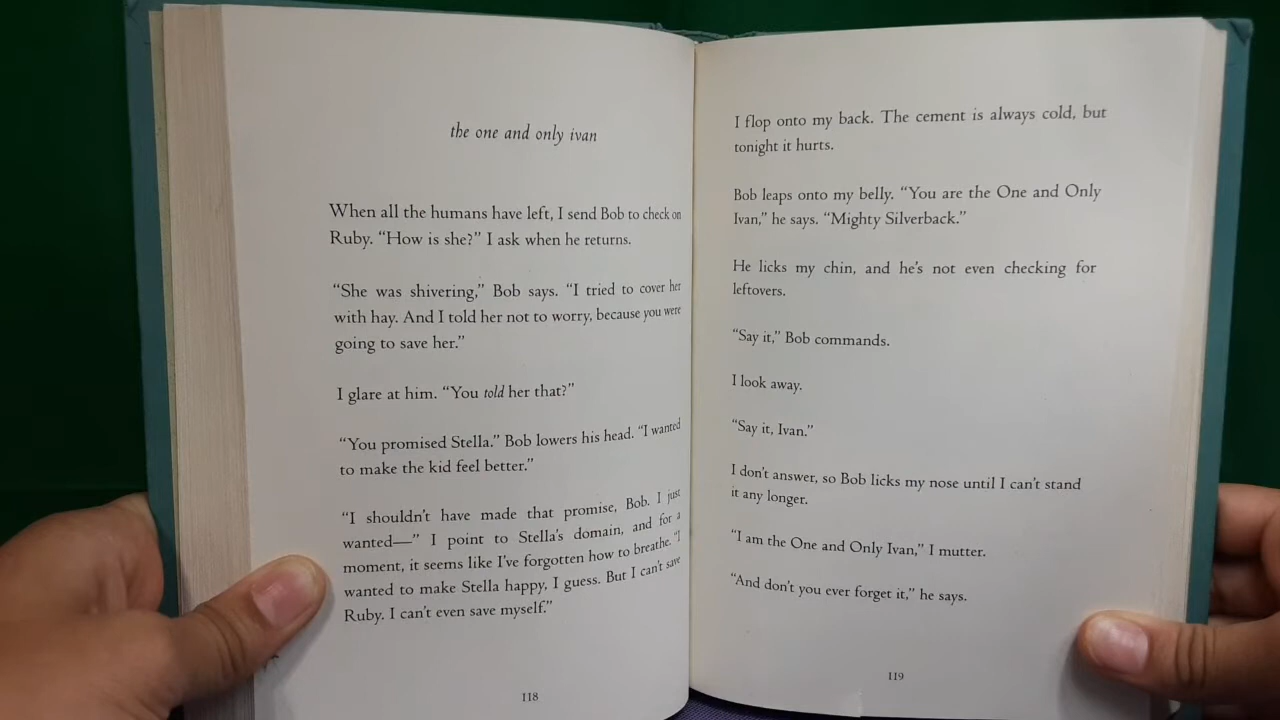 the one and only ivan
When all the humans have left, I send Bob to check on
Ruby. “How is she?” I ask when he returns.
“She was shivering,” Bob says. “I tried to cover her
with hay. And I told her not to worry, because you were
going to save her.”
I glare at him. “You told her that?”
“You promised Stella.” Bob lowers his head. “I wanted
to make the kid feel better.”
“I shouldn’t have made that promise, Bob. I just
wanted—” I point to Stella’s domain, and for a
moment, it seems like I’ve forgotten how to breathe. “I
wanted to make Stella happy, I guess. But I can’t save
Ruby. I can’t even save myself.”
118
I flop onto my back. The cement is always cold, but
tonight it hurts.
Bob leaps onto my belly. “You are the One and Only
Ivan,” he says. “Mighty Silverback.”
He licks my chin, and he’s not even checking for
leftovers.
“Say it,” Bob commands.
I look away.
“Say it, Ivan.”
I don’t answer, so Bob licks my nose until I can’t stand
it any longer.
“I am the One and Only Ivan,” I mutter.
“And don’t you ever forget it,” he says.
119